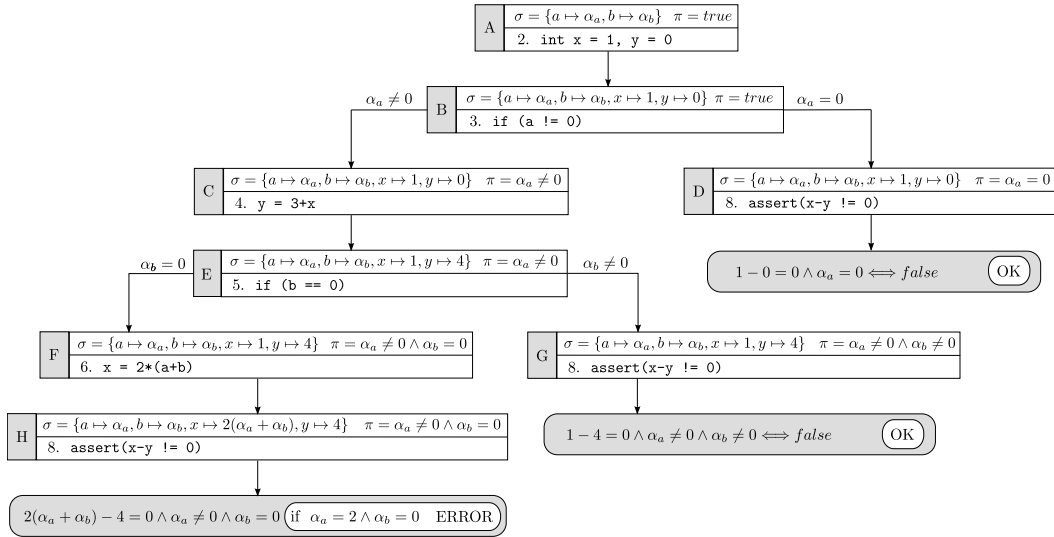 A
σ = {a ↦ α_a, b ↦ α_b} π = true
2. int x = 1, y = 0
α_a ≠ 0
B
σ = {a ↦ α_a, b ↦ α_b, x ↦ 1, y ↦ 0} π = true
3. if (a != 0)
α_a = 0
C
σ = {a ↦ α_a, b ↦ α_b, x ↦ 1, y ↦ 0} π = α_a ≠ 0
4. y = 3+x
D
σ = {a ↦ α_a, b ↦ α_b, x ↦ 1, y ↦ 0} π = α_a = 0
8. assert(x-y != 0)
α_b = 0
E
σ = {a ↦ α_a, b ↦ α_b, x ↦ 1, y ↦ 4} π = α_a ≠ 0
5. if (b == 0)
α_b ≠ 0
1 − 0 = 0 ∧ α_a = 0 ⟺ false OK
F
σ = {a ↦ α_a, b ↦ α_b, x ↦ 1, y ↦ 4} π = α_a ≠ 0 ∧ α_b = 0
6. x = 2*(a+b)
G
σ = {a ↦ α_a, b ↦ α_b, x ↦ 1, y ↦ 4} π = α_a ≠ 0 ∧ α_b ≠ 0
8. assert(x-y != 0)
H
σ = {a ↦ α_a, b ↦ α_b, x ↦ 2(α_a + α_b), y ↦ 4} π = α_a ≠ 0 ∧ α_b = 0
8. assert(x-y != 0)
1 − 4 = 0 ∧ α_a ≠ 0 ∧ α_b ≠ 0 ⟺ false OK
2(α_a + α_b) − 4 = 0 ∧ α_a ≠ 0 ∧ α_b = 0 if α_a = 2 ∧ α_b = 0 ERROR